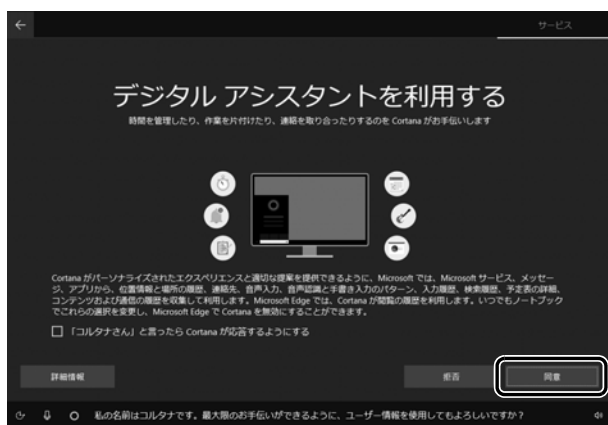 サービス
デジタル アシスタントを利用する
時間を管理したり、作業を片付けたり、連絡を取り合ったりするのを Cortana がお手伝いします
Cortana がパーソナライズされたエクスペリエンスと適切な提案を提供できるように、Microsoft では、Microsoft サービス、メッセー
ジ、アプリから、位置情報と場所の履歴、連絡先、音声入力、音声認識と手書き入力のパターン、入力履歴、検索履歴、予定表の詳細、
コンテンツおよび通信の履歴を収集して利用します。Microsoft Edge では、Cortana が閲覧の履歴を利用します。いつでもノートブック
でこれらの選択を変更し、Microsoft Edge で Cortana を無効にすることができます。
「コルタナさん」と言ったら Cortana が応答するようにする
詳細情報
拒否
同意
私の名前はコルタナです。最大限のお手伝いができるように、ユーザー情報を使用してもよろしいですか?